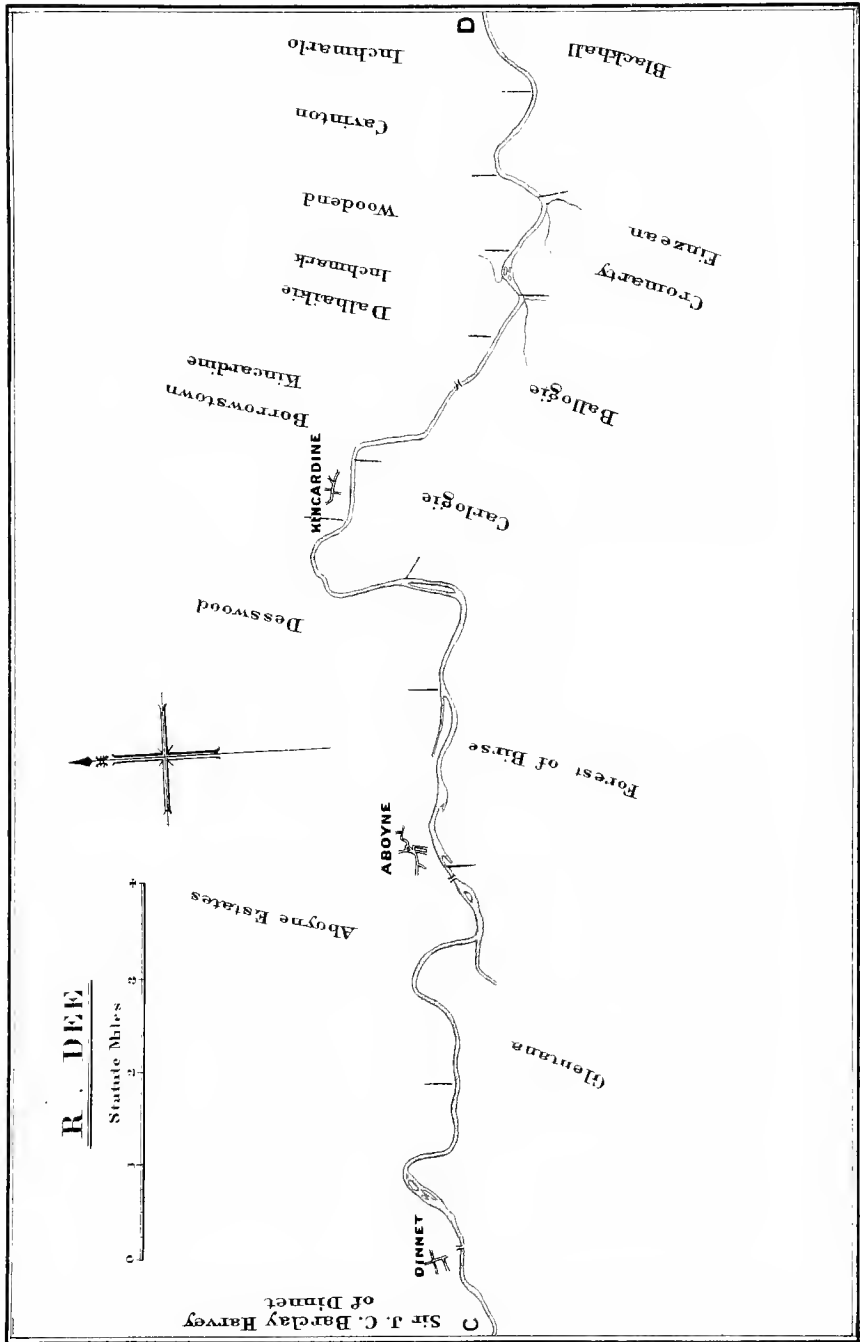 R. DEE
Statute Miles
0 1 2 3 4
Sir J. C. Barclay Harvey
of Dinnet
C
DINNET
Glentana
Aboyne Estates
ABOYNE
Forest of Birse
Desswood
KINCARDINE
Carlogie
Borrowstown
Kincardine
Ballogie
Dalhaikie
Inchmark
Cromarty
Finzean
Woodend
Cavinton
Inchmarlo
Blackhall
D